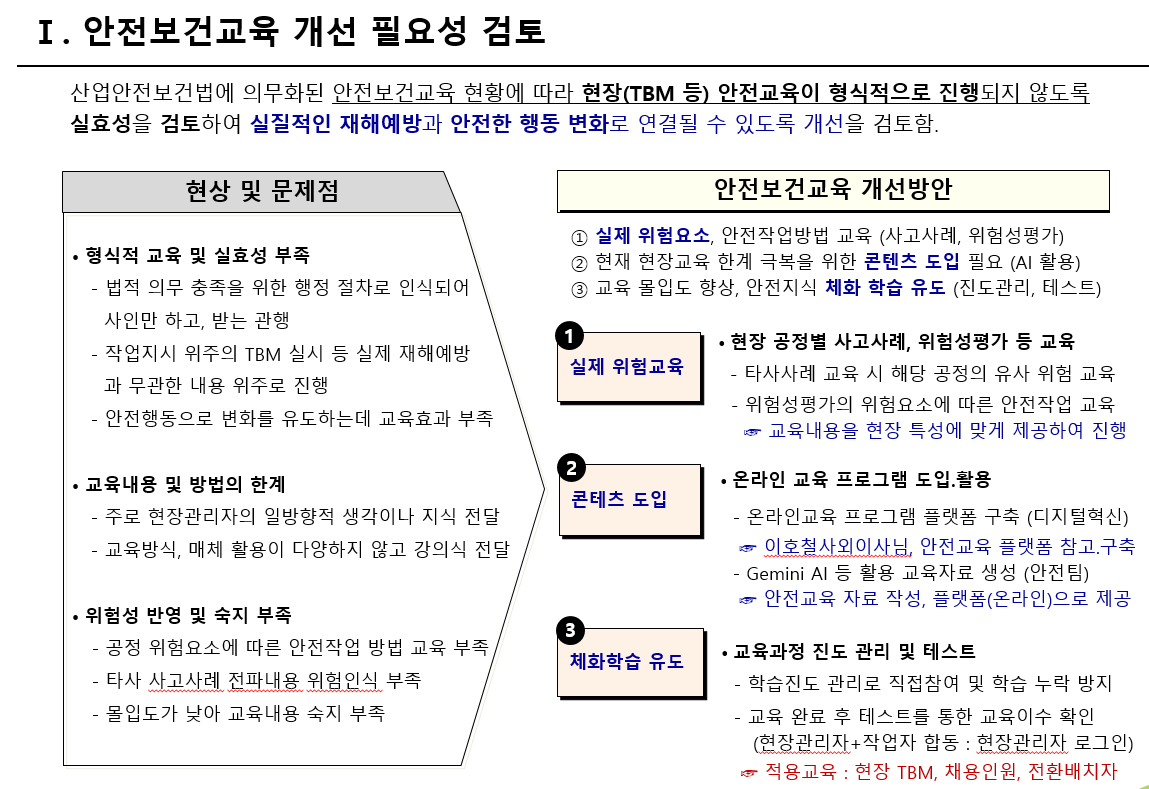 Ⅰ. 안전보건교육 개선 필요성 검토
산업안전보건법에 의무화된 안전보건교육 현황에 따라 현장(TBM 등) 안전교육이 형식적으로 진행되지 않도록
실효성을 검토하여 실질적인 재해예방과 안전한 행동 변화로 연결될 수 있도록 개선을 검토함.
현상 및 문제점
• 형식적 교육 및 실효성 부족
- 법적 의무 충족을 위한 행정 절차로 인식되어
사인만 하고, 받는 관행
- 작업지시 위주의 TBM 실시 등 실제 재해예방
과 무관한 내용 위주로 진행
- 안전행동으로 변화를 유도하는데 교육효과 부족
• 교육내용 및 방법의 한계
- 주로 현장관리자의 일방향적 생각이나 지식 전달
- 교육방식, 매체 활용이 다양하지 않고 강의식 전달
• 위험성 반영 및 숙지 부족
- 공정 위험요소에 따른 안전작업 방법 교육 부족
- 타사 사고사례 전파내용 위험인식 부족
- 몰입도가 낮아 교육내용 숙지 부족
안전보건교육 개선방안
① 실제 위험요소, 안전작업방법 교육 (사고사례, 위험성평가)
② 현재 현장교육 한계 극복을 위한 콘텐츠 도입 필요 (AI 활용)
③ 교육 몰입도 향상, 안전지식 체화 학습 유도 (진도관리, 테스트)
1
실제 위험교육
• 현장 공정별 사고사례, 위험성평가 등 교육
- 타사사례 교육 시 해당 공정의 유사 위험 교육
- 위험성평가의 위험요소에 따른 안전작업 교육
☞ 교육내용을 현장 특성에 맞게 제공하여 진행
2
콘테츠 도입
• 온라인 교육 프로그램 도입.활용
- 온라인교육 프로그램 플랫폼 구축 (디지털혁신)
☞ 이호철사외이사님, 안전교육 플랫폼 참고.구축
- Gemini AI 등 활용 교육자료 생성 (안전팀)
☞ 안전교육 자료 작성, 플랫폼(온라인)으로 제공
3
체화학습 유도
• 교육과정 진도 관리 및 테스트
- 학습진도 관리로 직접참여 및 학습 누락 방지
- 교육 완료 후 테스트를 통한 교육이수 확인
(현장관리자+작업자 합동 : 현장관리자 로그인)
☞ 적용교육 : 현장 TBM, 채용인원, 전환배치자